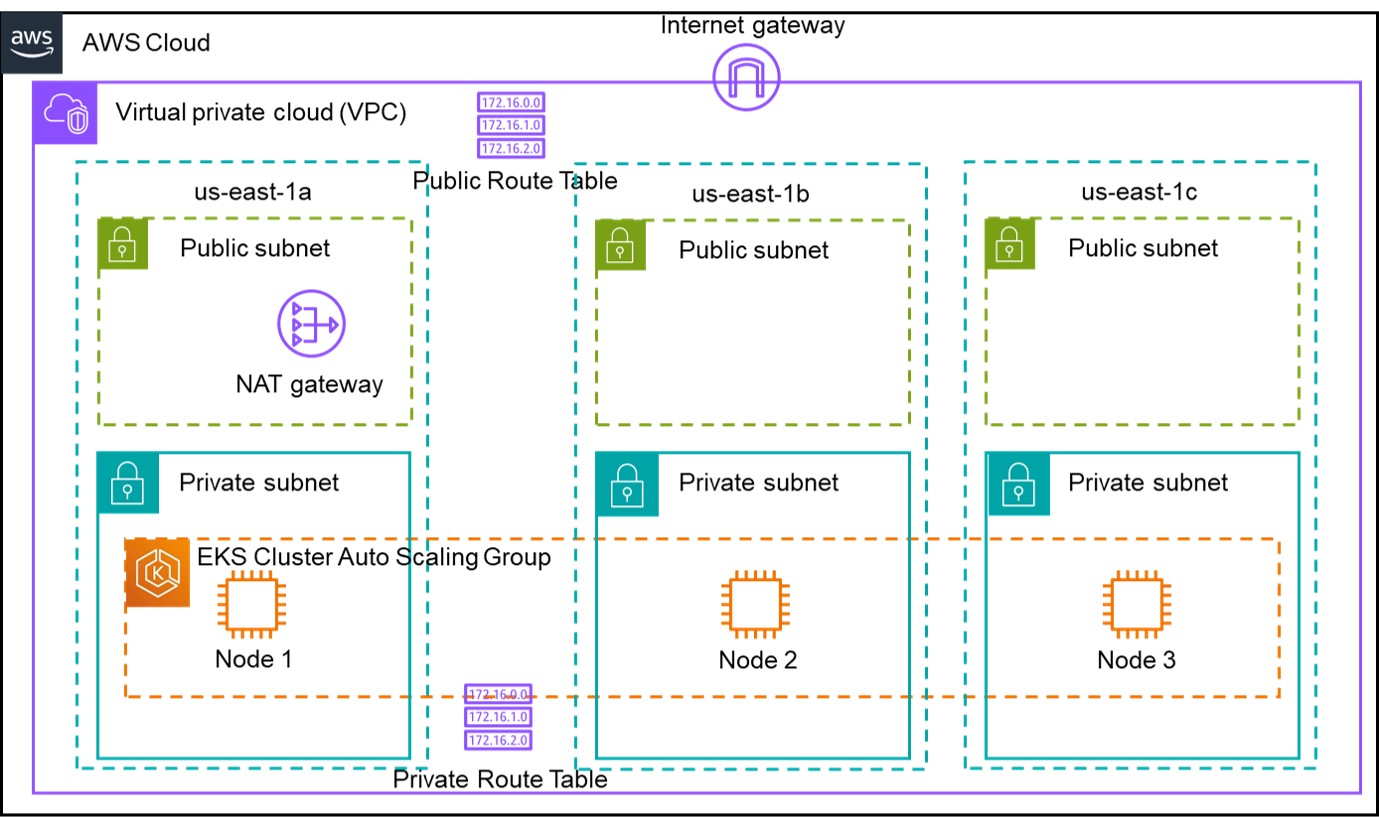 Internet gateway
aws
AWS Cloud
Virtual private cloud (VPC)
172.16.0.0
172.16.1.0
172.16.2.0
Public Route Table
us-east-1a
us-east-1b
us-east-1c
Public subnet
Public subnet
Public subnet
NAT gateway
Private subnet
Private subnet
Private subnet
EKS Cluster Auto Scaling Group
K
Node 1
Node 2
Node 3
172.16.0.0
172.16.1.0
172.16.2.0
Private Route Table